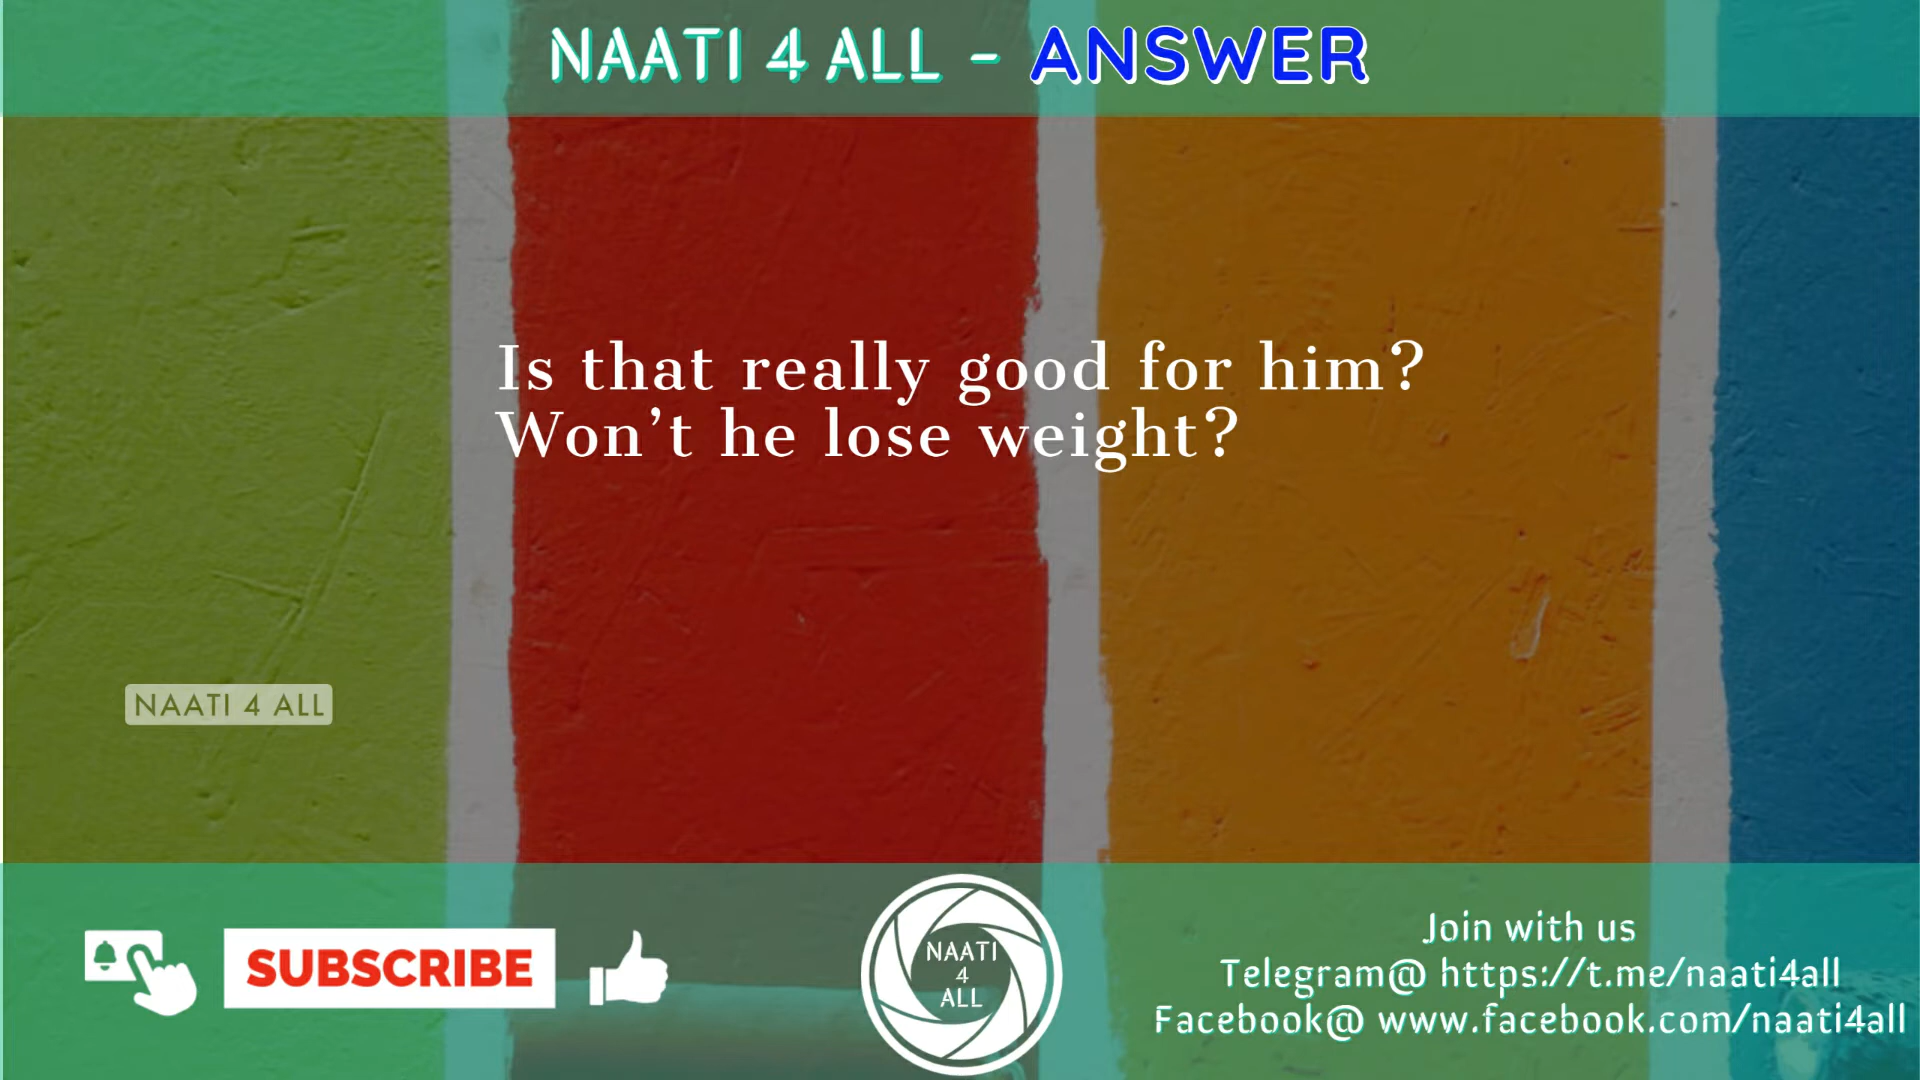 NAATI 4 ALL - ANSWER
Is that really good for him?
Won't he lose weight?
NAATI 4 ALL
SUBSCRIBE
NAATI
4
ALL
Join with us
Telegram@ https://t.me/naati4all
Facebook@ www.facebook.com/naati4all